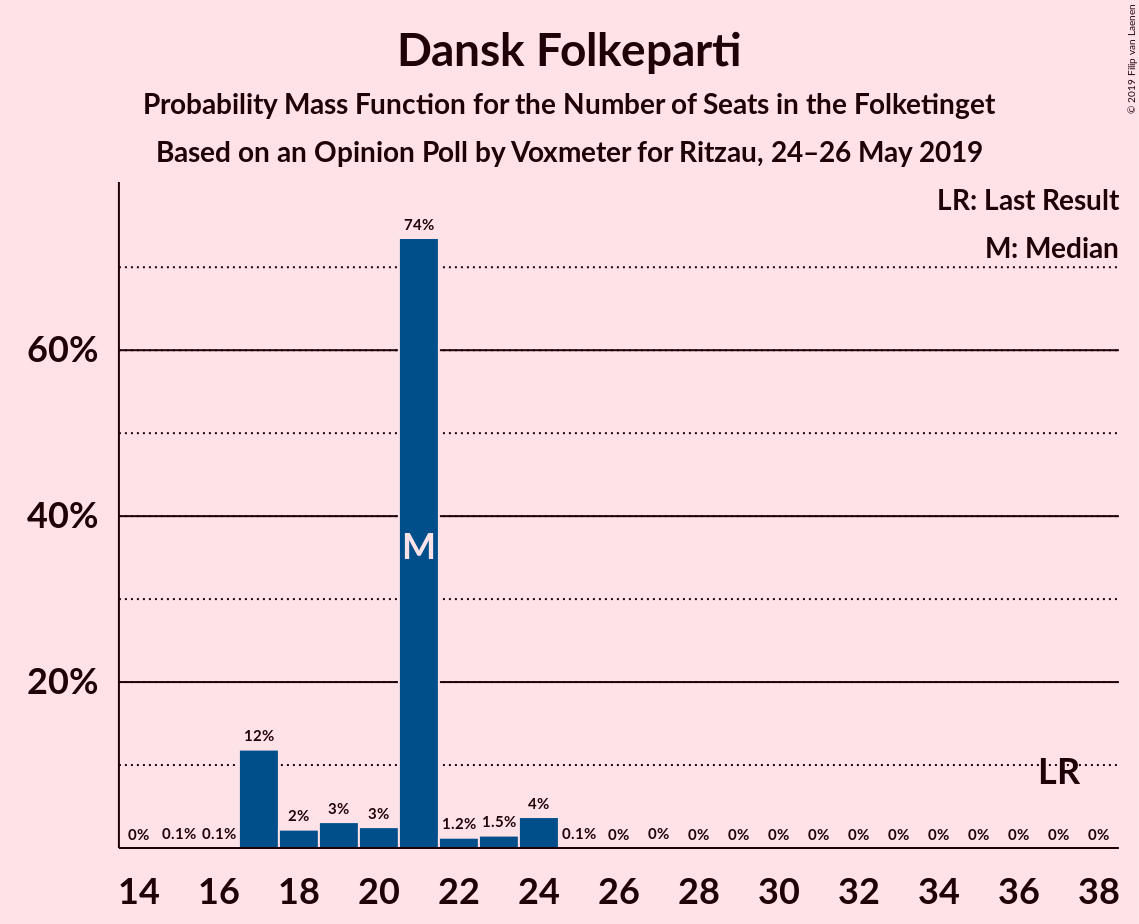 Dansk Folkeparti
Probability Mass Function for the Number of Seats in the Folketinget
Based on an Opinion Poll by Voxmeter for Ritzau, 24–26 May 2019
© 2019 Filip van Laenen
LR: Last Result
M: Median
60%
40%
20%
0% 0.1% 0.1% 12% 2% 3% 3% 74% 1.2% 1.5% 4% 0.1% 0% 0% 0% 0% 0% 0% 0% 0% 0% 0% 0% 0% 0%
M
LR
14 16 18 20 22 24 26 28 30 32 34 36 38